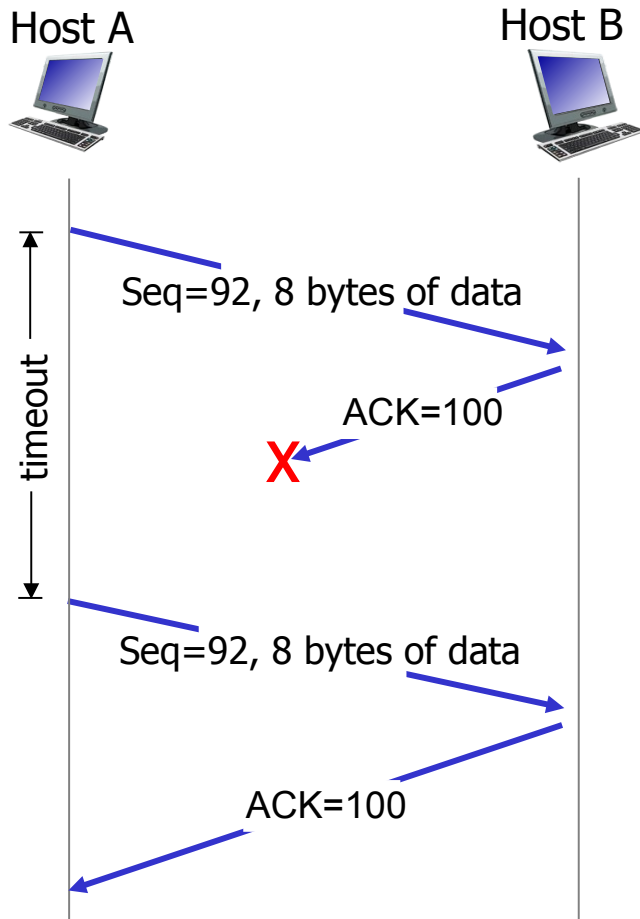 Host A
Host B
Seq=92, 8 bytes of data
ACK=100
X
timeout
Seq=92, 8 bytes of data
ACK=100